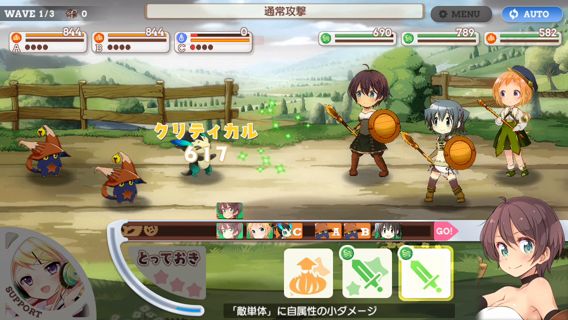 WAVE 1/3 0
通常攻撃
MENU
AUTO
844
844
0
690
789
582
A
B
C
クリティカル
617
C A B GO!
とっておき
SUPPORT
「敵単体」に自属性の小ダメージ